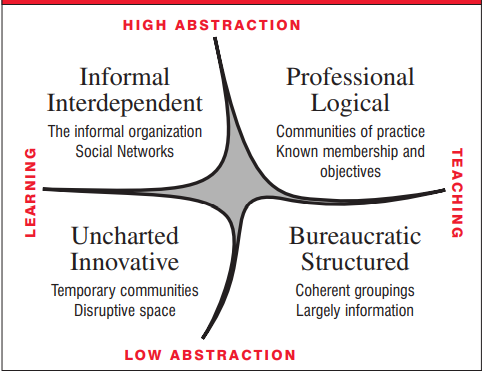 HIGH ABSTRACTION
Informal
Interdependent
The informal organization
Social Networks
Professional
Logical
Communities of practice
Known membership and
objectives
LEARNING
TEACHING
Uncharted
Innovative
Temporary communities
Disruptive space
Bureaucratic
Structured
Coherent groupings
Largely information
LOW ABSTRACTION